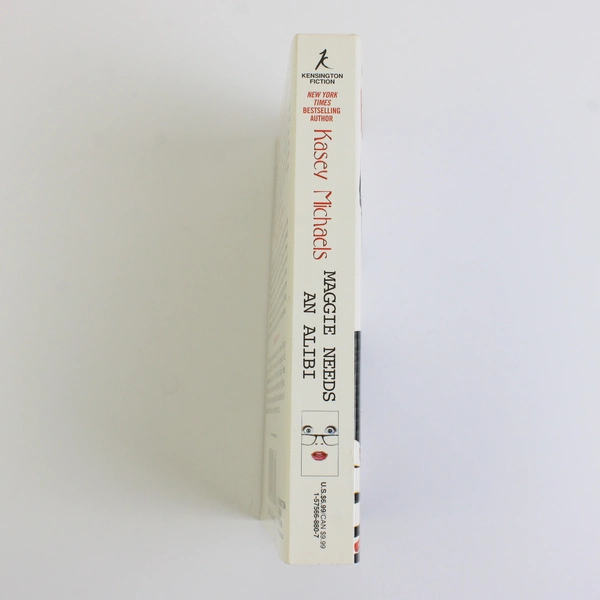 K
KENSINGTON
FICTION
NEW YORK
TIMES
BESTSELLING
AUTHOR
Kasey Michaels
MAGGIE NEEDS
AN ALIBI
U.S.$6.99/CAN $9.99
1-57566-880-7